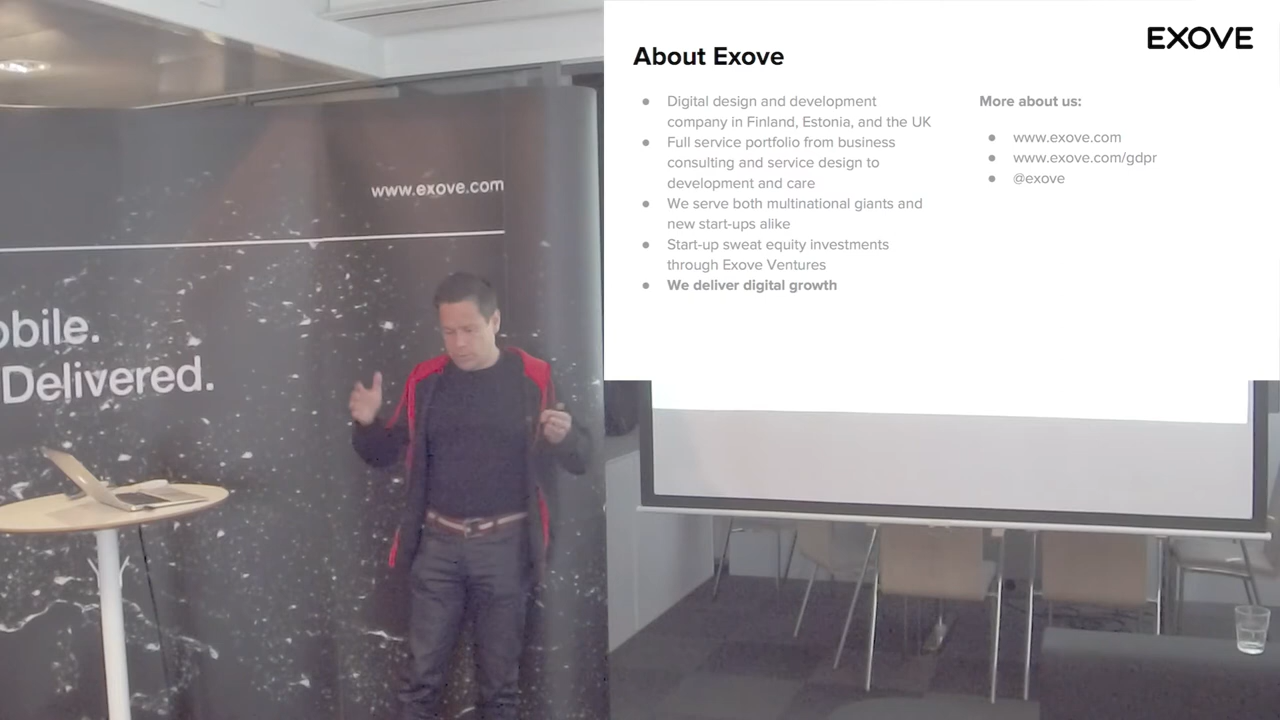 www.exove.com
obile.
Delivered.
EXOVE
About Exove
● Digital design and development
company in Finland, Estonia, and the UK
● Full service portfolio from business
consulting and service design to
development and care
● We serve both multinational giants and
new start-ups alike
● Start-up sweat equity investments
through Exove Ventures
● We deliver digital growth
More about us:
● www.exove.com
● www.exove.com/gdpr
● @exove